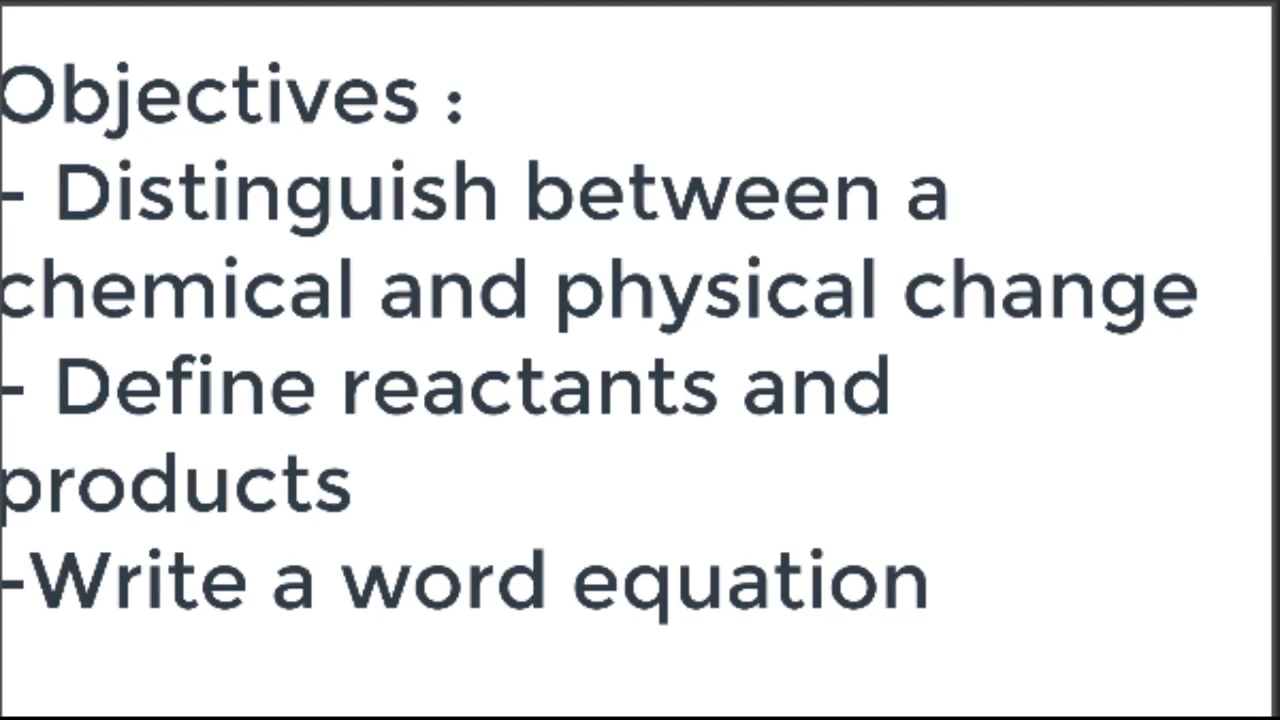 Objectives :
- Distinguish between a
chemical and physical change
- Define reactants and
products
-Write a word equation